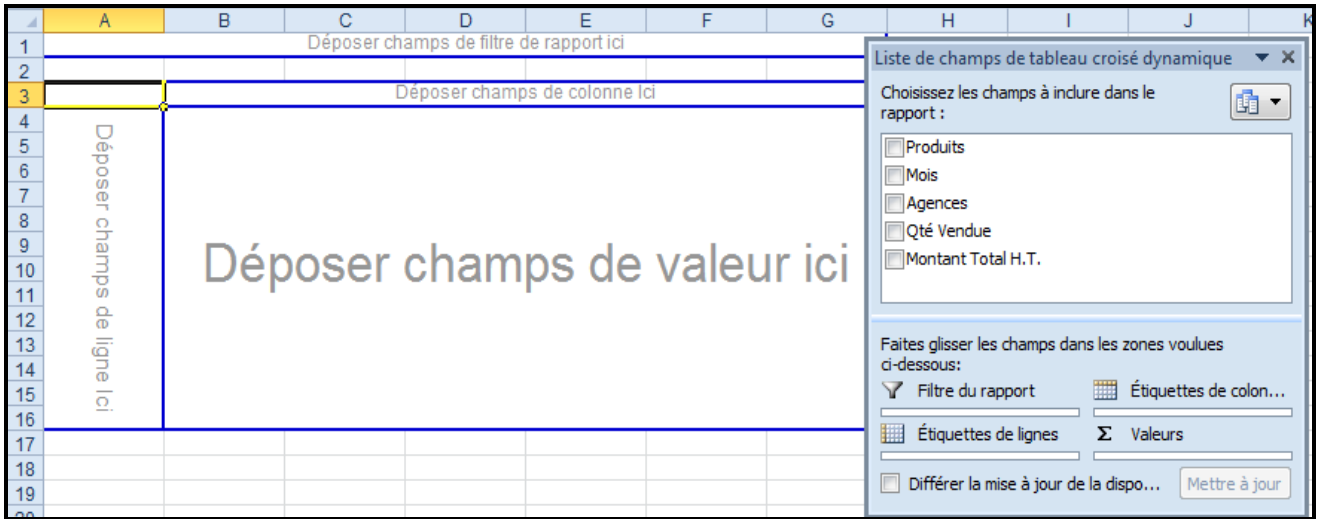 A B C D E F G H I J K
1 Déposer champs de filtre de rapport ici
2
3 Déposer champs de colonne Ici
4
5
6
7
8
9
10
11
12
13
14
15
16
17
18
19
20
Déposer champs de ligne Ici
Déposer champs de valeur ici
Liste de champs de tableau croisé dynamique
Choisissez les champs à inclure dans le
rapport :
Produits
Mois
Agences
Qté Vendue
Montant Total H.T.
Faites glisser les champs dans les zones voulues
ci-dessous:
Filtre du rapport Étiquettes de colon...
Étiquettes de lignes Σ Valeurs
Différer la mise à jour de la dispo... Mettre à jour